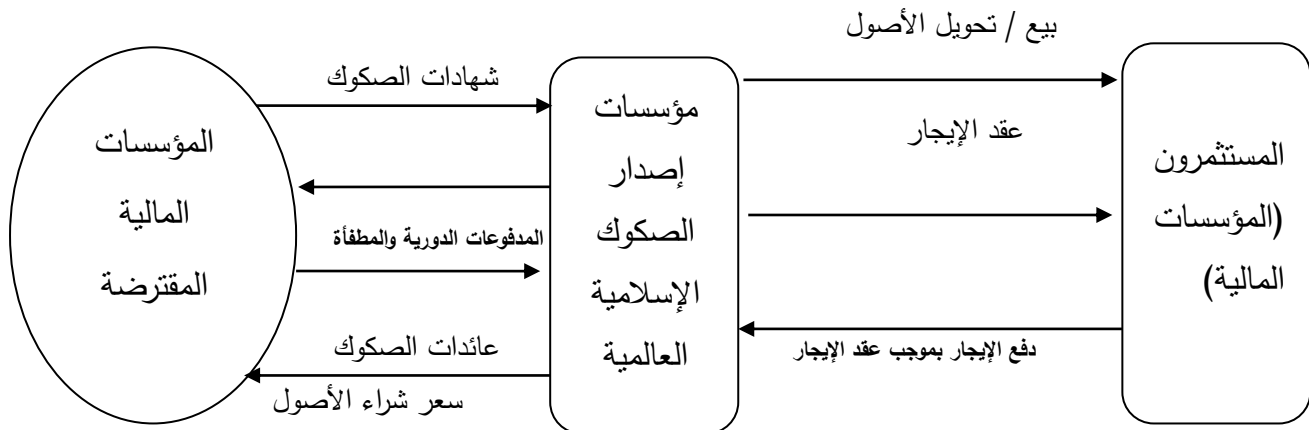 بيع / تحويل الأصول
المستثمرون
(المؤسسات
المالية)
عقد الإيجار
دفع الإيجار بموجب عقد الإيجار
مؤسسات
إصدار
الصكوك
الإسلامية
العالمية
شهادات الصكوك
المدفوعات الدورية والمطفأة
عائدات الصكوك
سعر شراء الأصول
المؤسسات
المالية
المقترضة